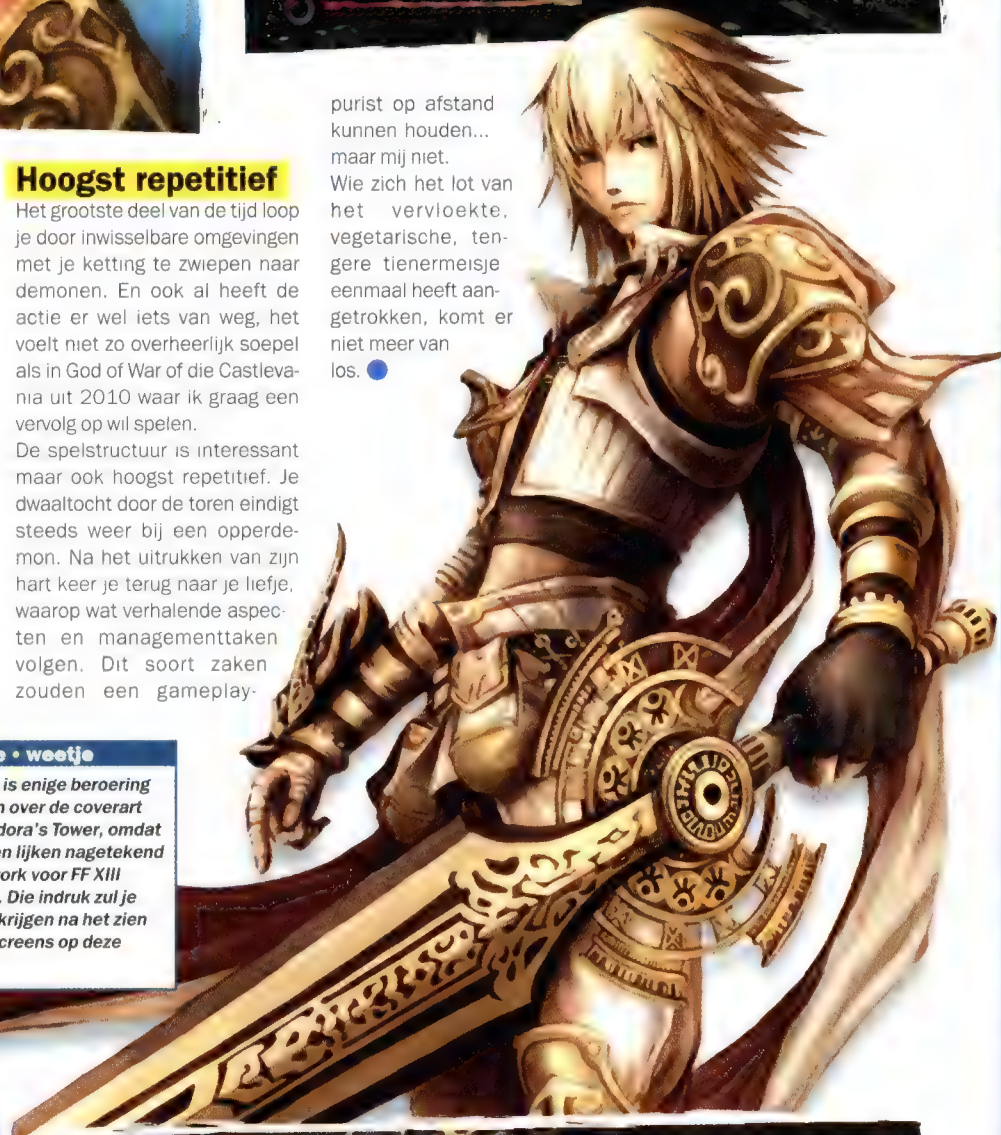 Hoogst repetitief
Het grootste deel van de tijd loop
je door inwisselbare omgevingen
met je ketting te zwiepen naar
demonen. En ook al heeft de
actie er wel iets van weg, het
voelt niet zo overheerlijk soepel
als in God of War of die Castleva-
nia uit 2010 waar ik graag een
vervolg op wil spelen.
De spelstructuur is interessant
maar ook hoogst repetitief. Je
dwaaltocht door de toren eindigt
steeds weer bij een opperde-
mon. Na het uitrukken van zijn
hart keer je terug naar je liefje,
waarop wat verhalende aspec-
ten en managementtaken
volgen. Dit soort zaken
zouden een gameplay-
purist op afstand
kunnen houden...
maar mij niet.
Wie zich het lot van
het vervloekte,
vegetarische, ten-
gere tienermeisje
eenmaal heeft aan-
getrokken, komt er
niet meer van
los.
e • weetje
is enige beroering
n over de coverart
dora's Tower, omdat
en lijken nagetekend
ork voor FF XIII
. Die indruk zul je
krijgen na het zien
creens op deze